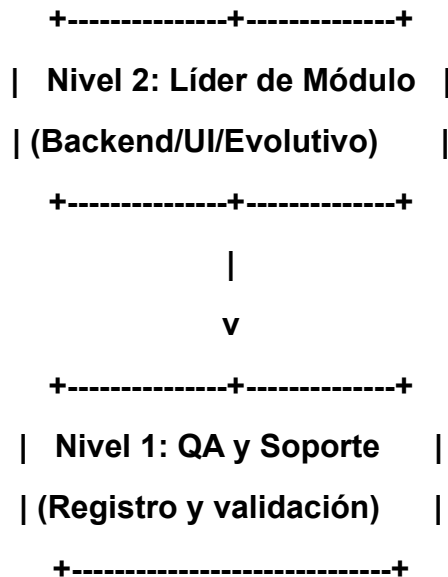 +---------------+--------------+
| Nivel 2: Líder de Módulo |
| (Backend/UI/Evolutivo) |
+---------------+--------------+
|
v
+---------------+--------------+
| Nivel 1: QA y Soporte |
| (Registro y validación) |
+------------------------------+